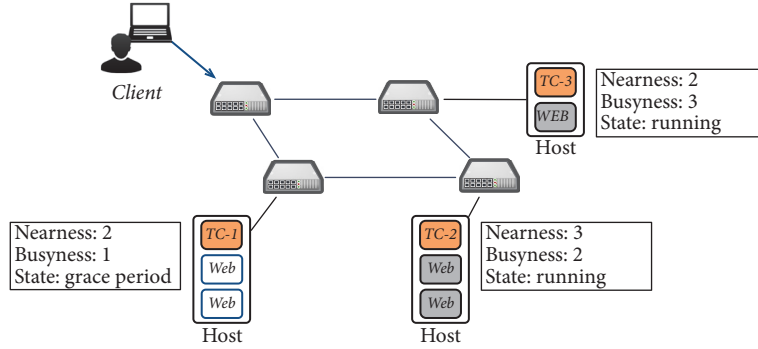 Client
TC-3
WEB
Host
Nearness: 2
Busyness: 3
State: running
Nearness: 2
Busyness: 1
State: grace period
TC-1
Web
Web
Host
TC-2
Web
Web
Host
Nearness: 3
Busyness: 2
State: running